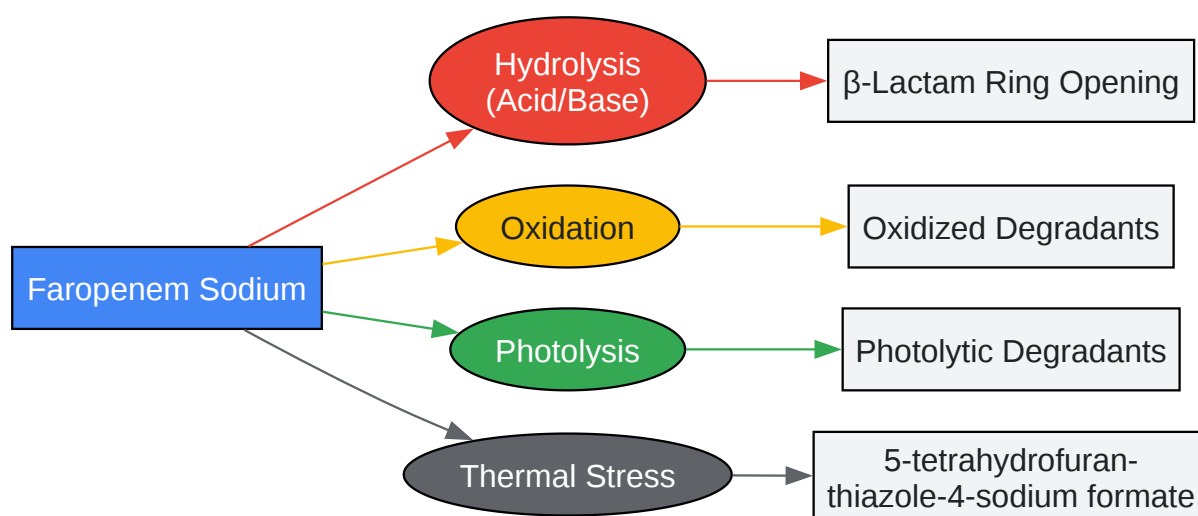 Hydrolysis
(Acid/Base)
β-Lactam Ring Opening
Oxidation
Oxidized Degradants
Faropenem Sodium
Photolysis
Photolytic Degradants
Thermal Stress
5-tetrahydrofuran-
thiazole-4-sodium formate